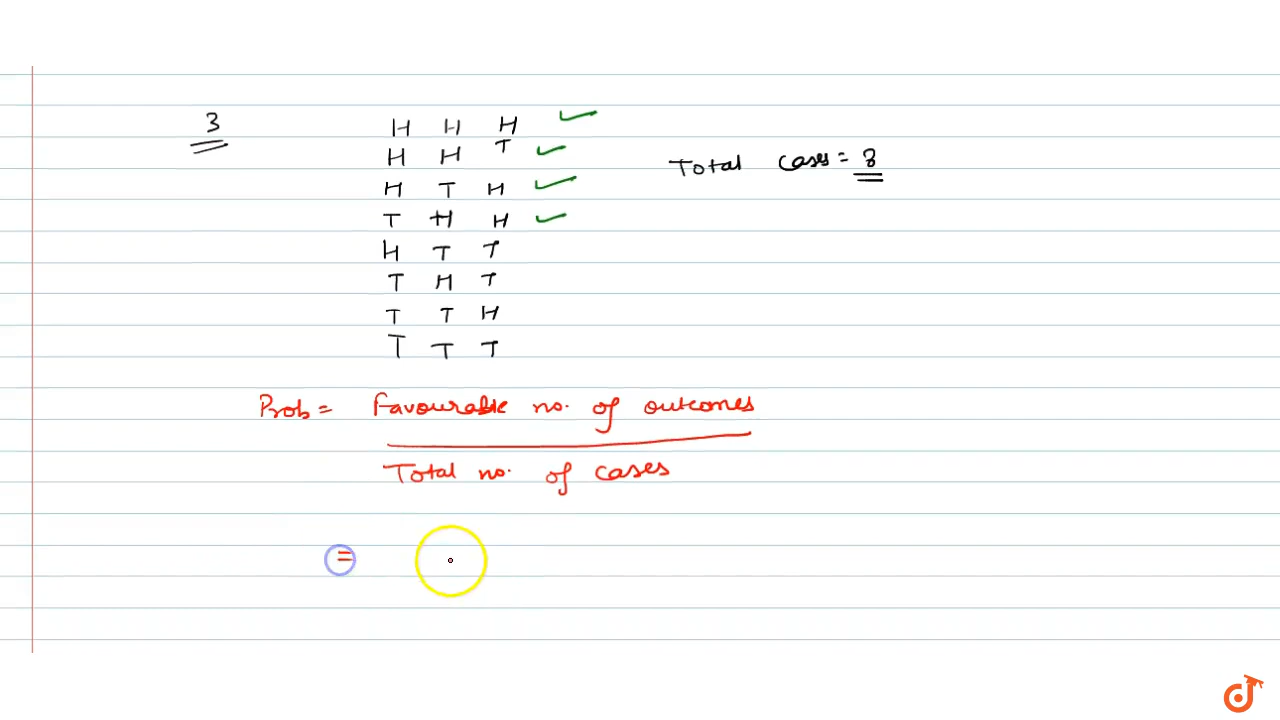 3
H H H
H H T
Total cases = 8
H T H
T H H
H T T
T H T
T T H
T T T
Prob = Favourable no. of outcomes
Total no. of cases
=